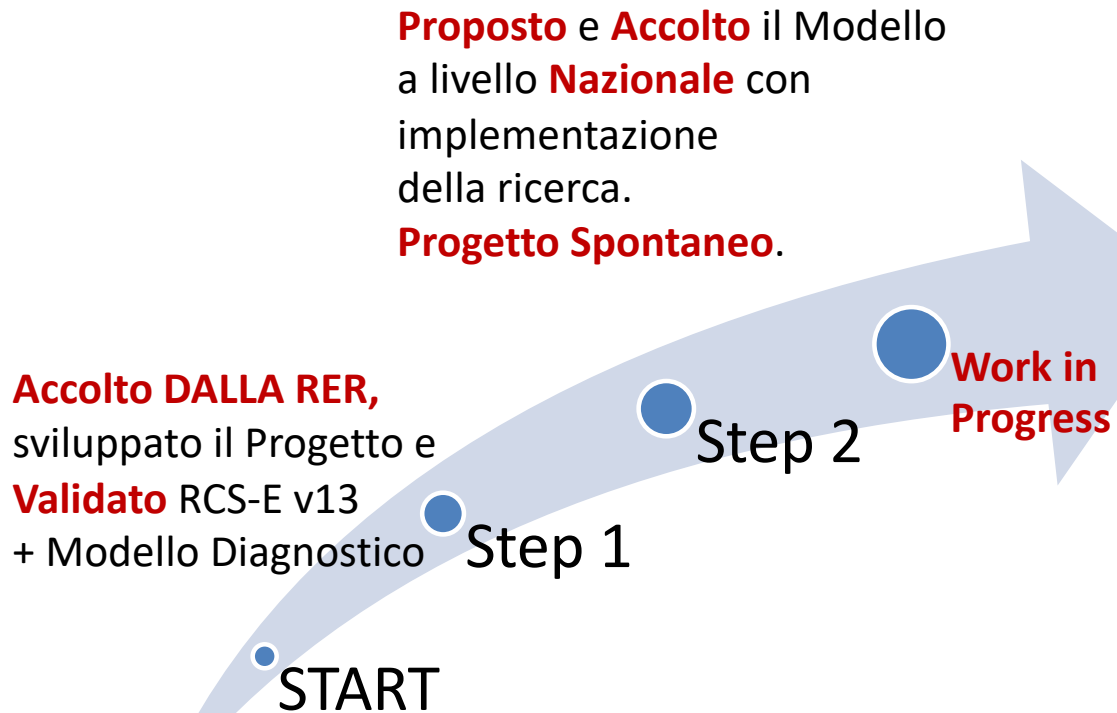 Proposto e Accolto il Modello
a livello Nazionale con
implementazione
della ricerca.
Progetto Spontaneo.
Accolto DALLA RER,
sviluppato il Progetto e
Validato RCS-E v13
+ Modello Diagnostico
Work in
Progress
Step 2
Step 1
START